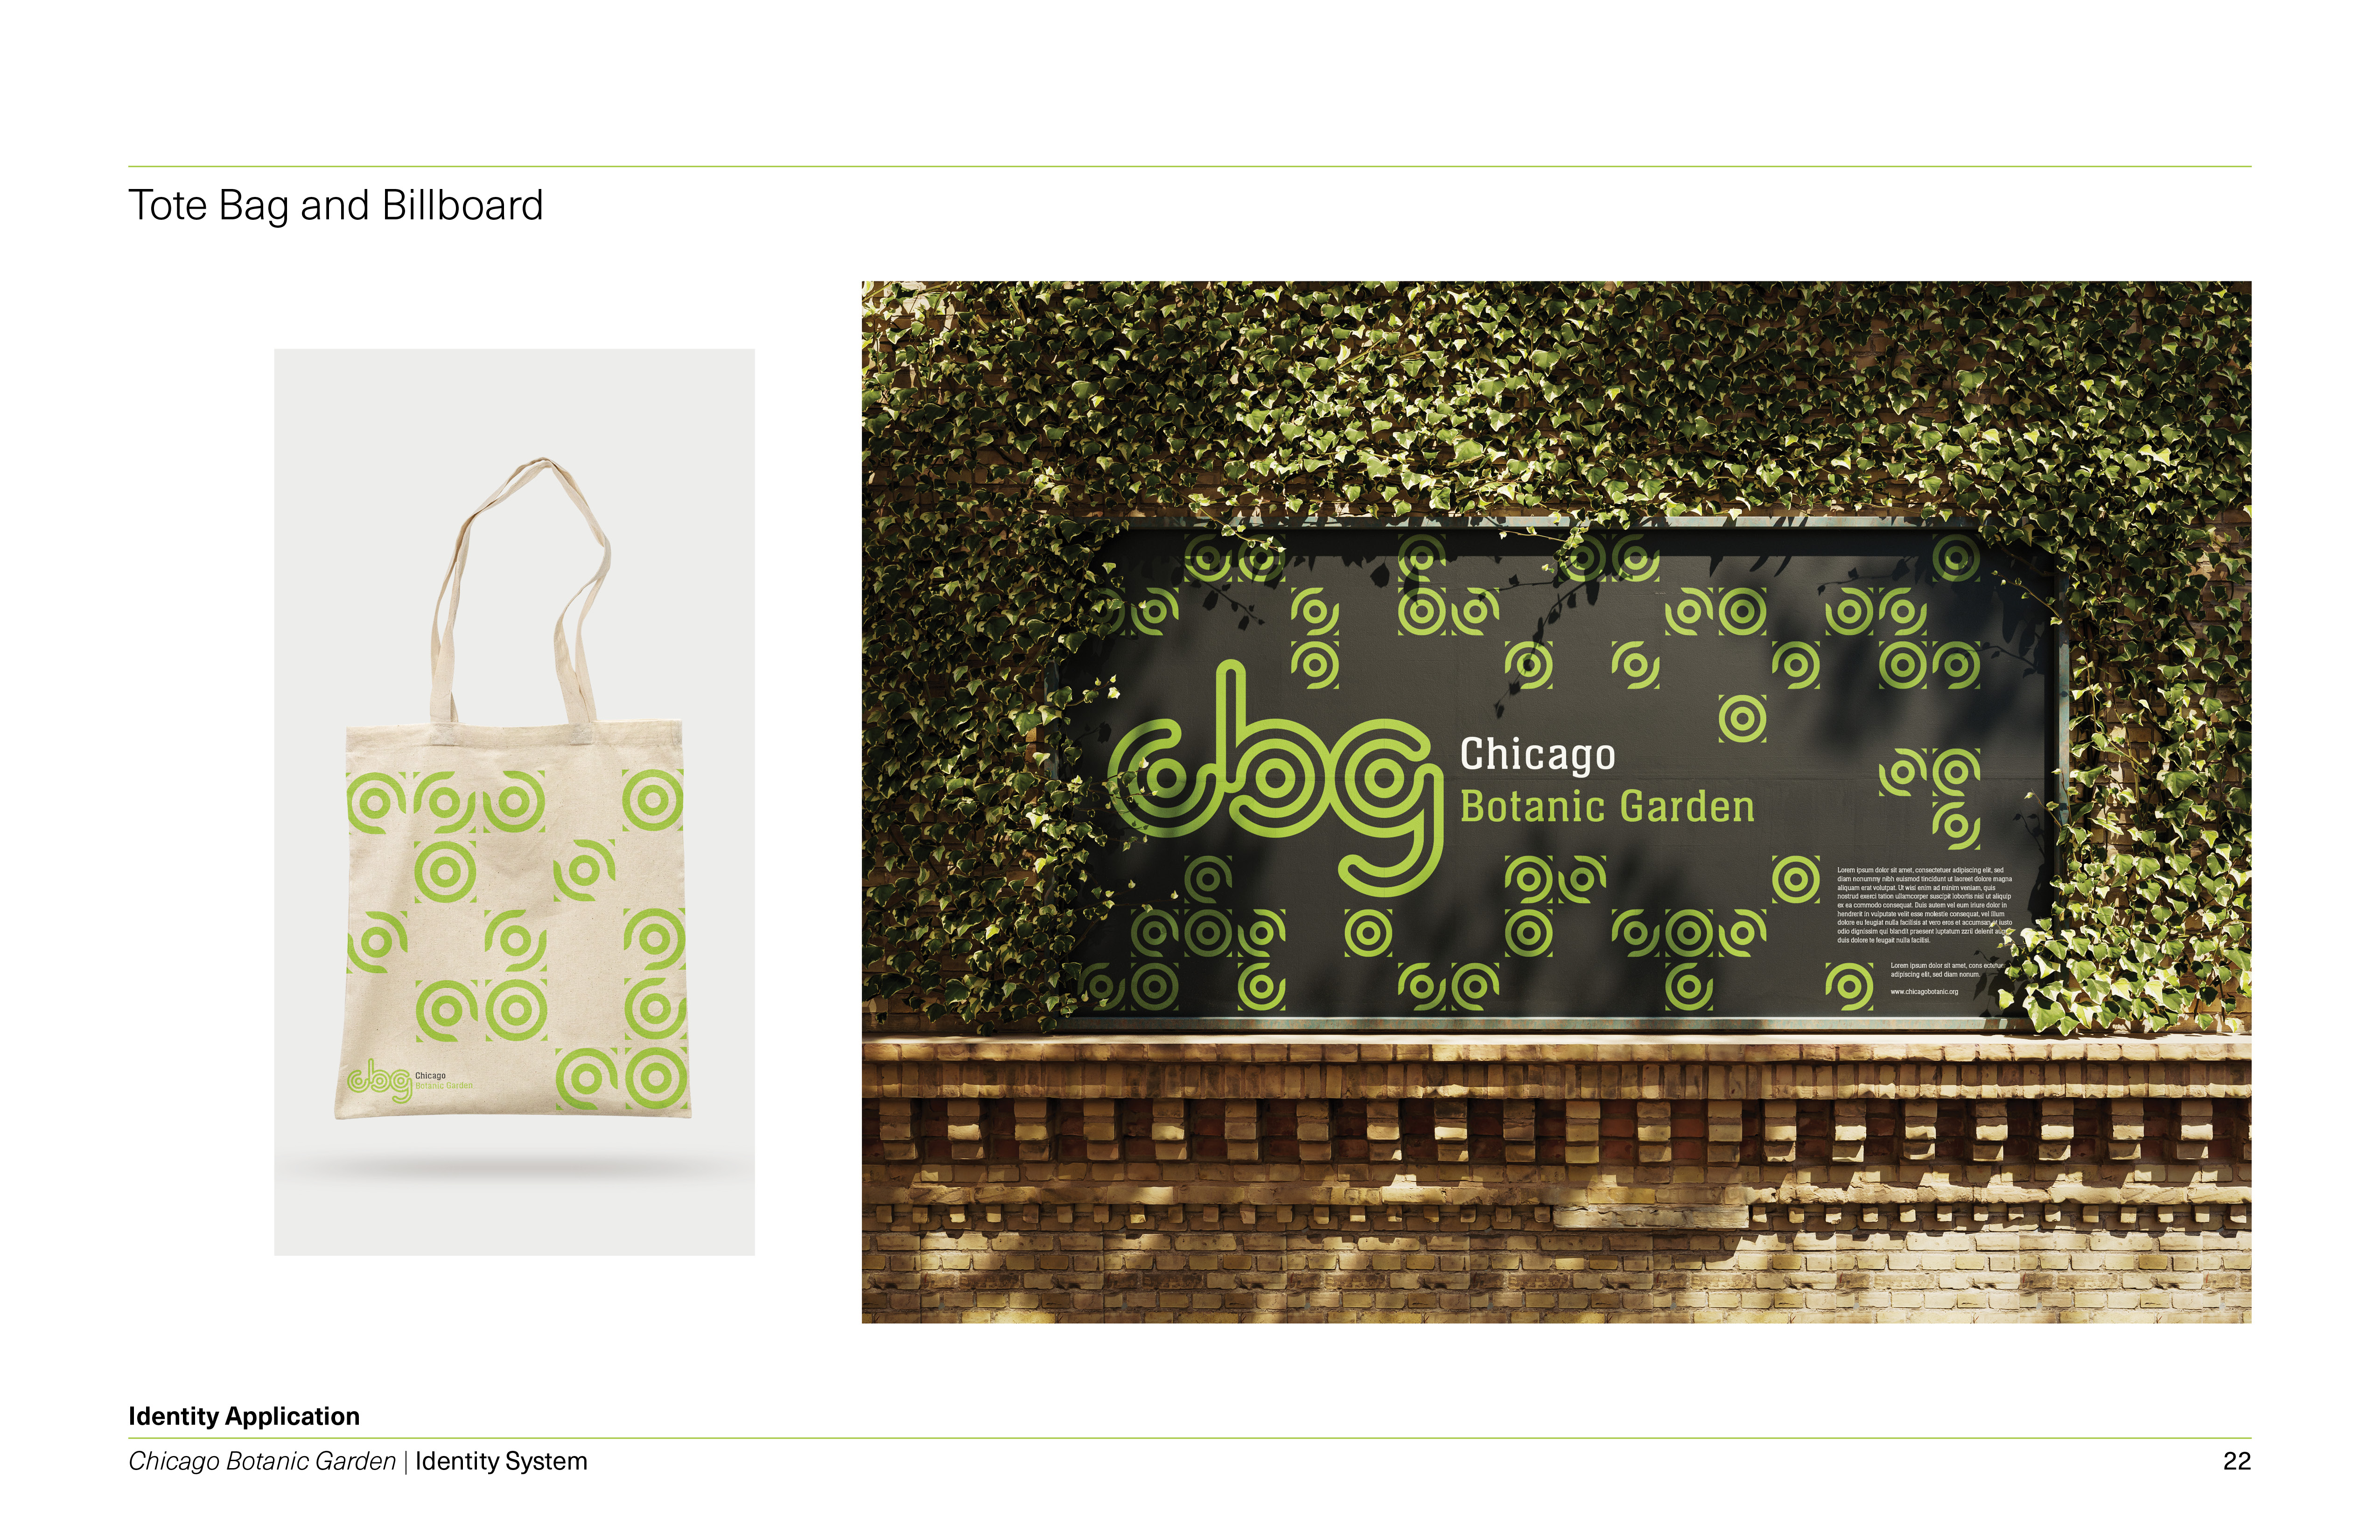 Tote Bag and Billboard
cbg
Chicago
Botanic Garden
cbg
Chicago
Botanic Garden
Lorem ipsum dolor sit amet, consectetuer adipiscing elit, sed
diam nonummy nibh euismod tincidunt ut laoreet dolore magna
aliquam erat volutpat. Ut wisi enim ad minim veniam, quis
nostrud exerci tation ullamcorper suscipit lobortis nisl ut aliquip
ex ea commodo consequat. Duis autem vel eum iriure dolor in
hendrerit in vulputate velit esse molestie consequat, vel illum
dolore eu feugiat nulla facilisis at vero eros et accumsan et iusto
odio dignissim qui blandit praesent luptatum zzril delenit
duis dolore te feugait nulla facilisi.
Lorem ipsum dolor sit amet, cons
adipiscing elit, sed diam nonum.
www.chicagobotanic.org
Identity Application
Chicago Botanic Garden | Identity System
22